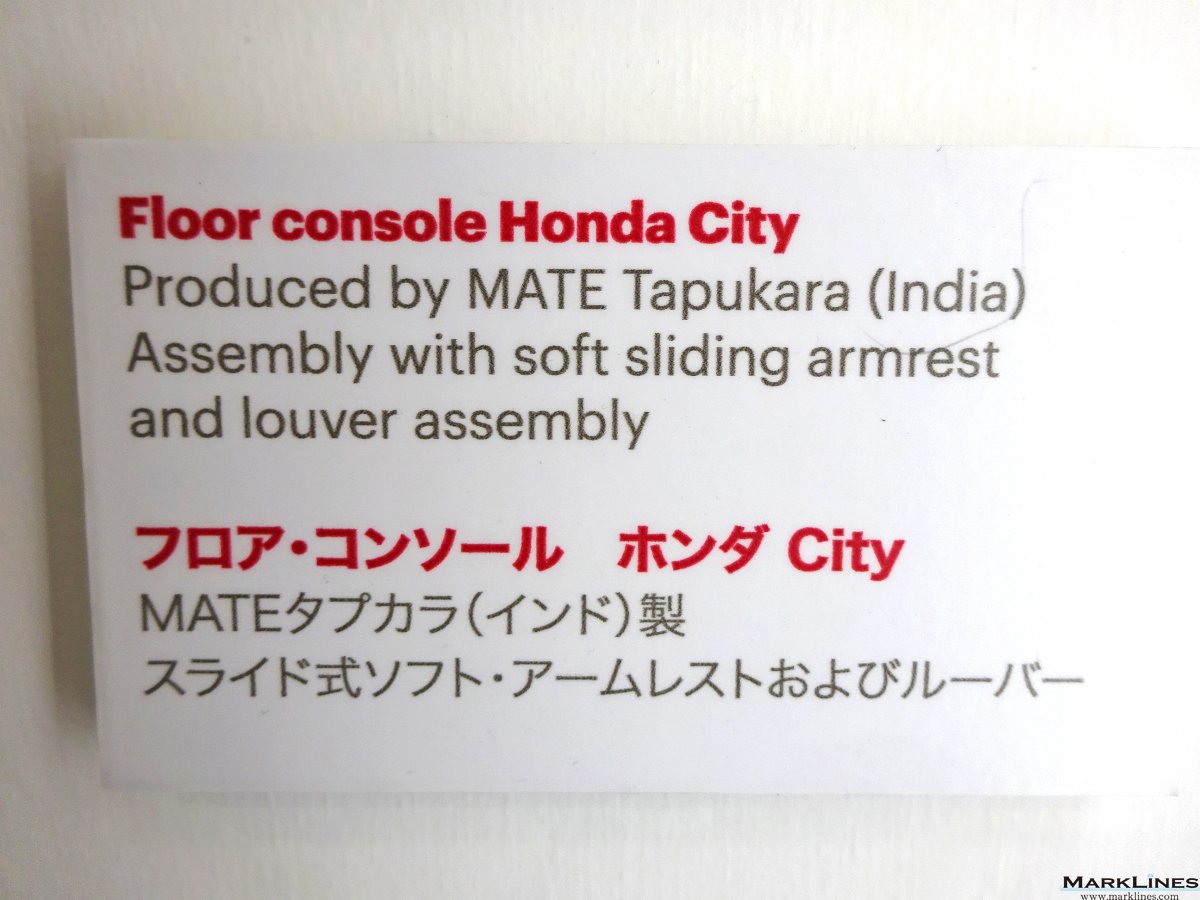 Floor console Honda City
Produced by MATE Tapukara (India)
Assembly with soft sliding armrest
and louver assembly
フロア・コンソール　ホンダ City
MATEタプカラ(インド)製
スライド式ソフト・アームレストおよびルーバー
MARKLINES
www.marklines.com